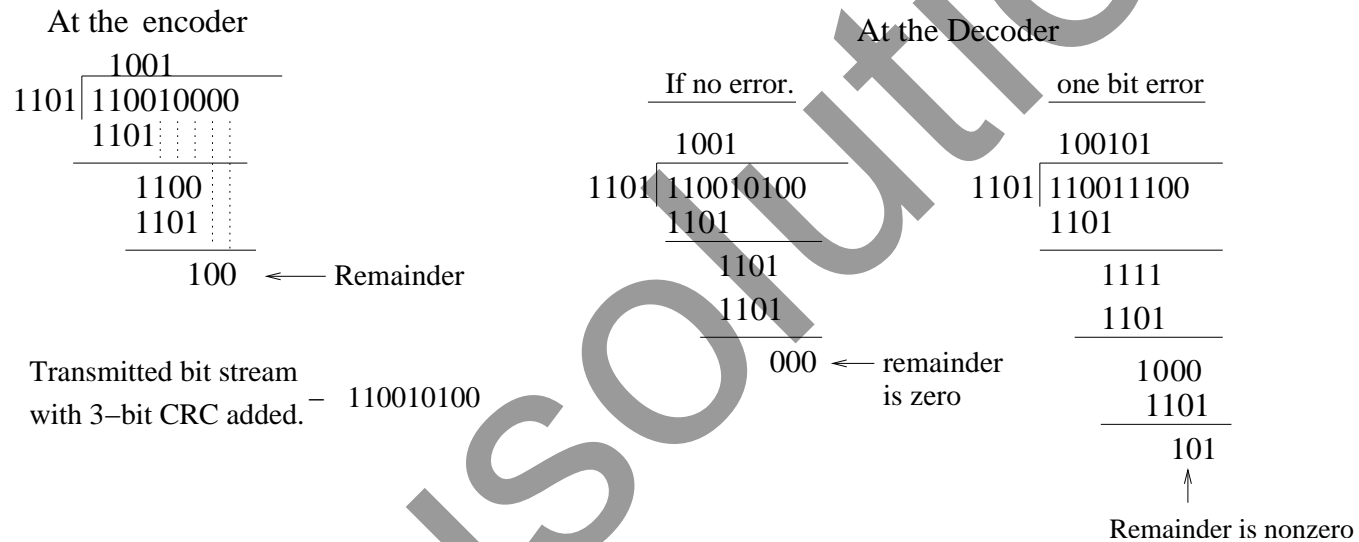 At the encoder
1001
1101 110010000
1101
1100
1101
100 Remainder
Transmitted bit stream
with 3-bit CRC added. - 110010100
At the Decoder
If no error.
1001
1101 110010100
1101
1101
1101
000 remainder
is zero
one bit error
100101
1101 110011100
1101
1111
1101
1000
1101
101
Remainder is nonzero